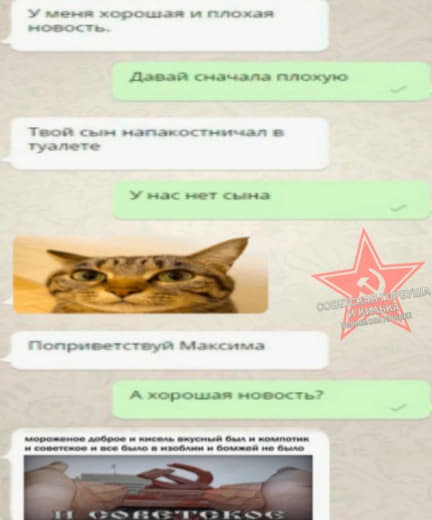 У меня хорошая и плохая
новость.
Давай сначала плохую
Твой сын напакостничал в
туалете
У нас нет сына
СОВЕТСКАЯ
И
Поприветствуй Максима
А хорошая новость?
мороженое доброе и кисель вкусный был и компотик
и советское и все было в изоблии и бомжей не было
И СОВЕТСКОЕ